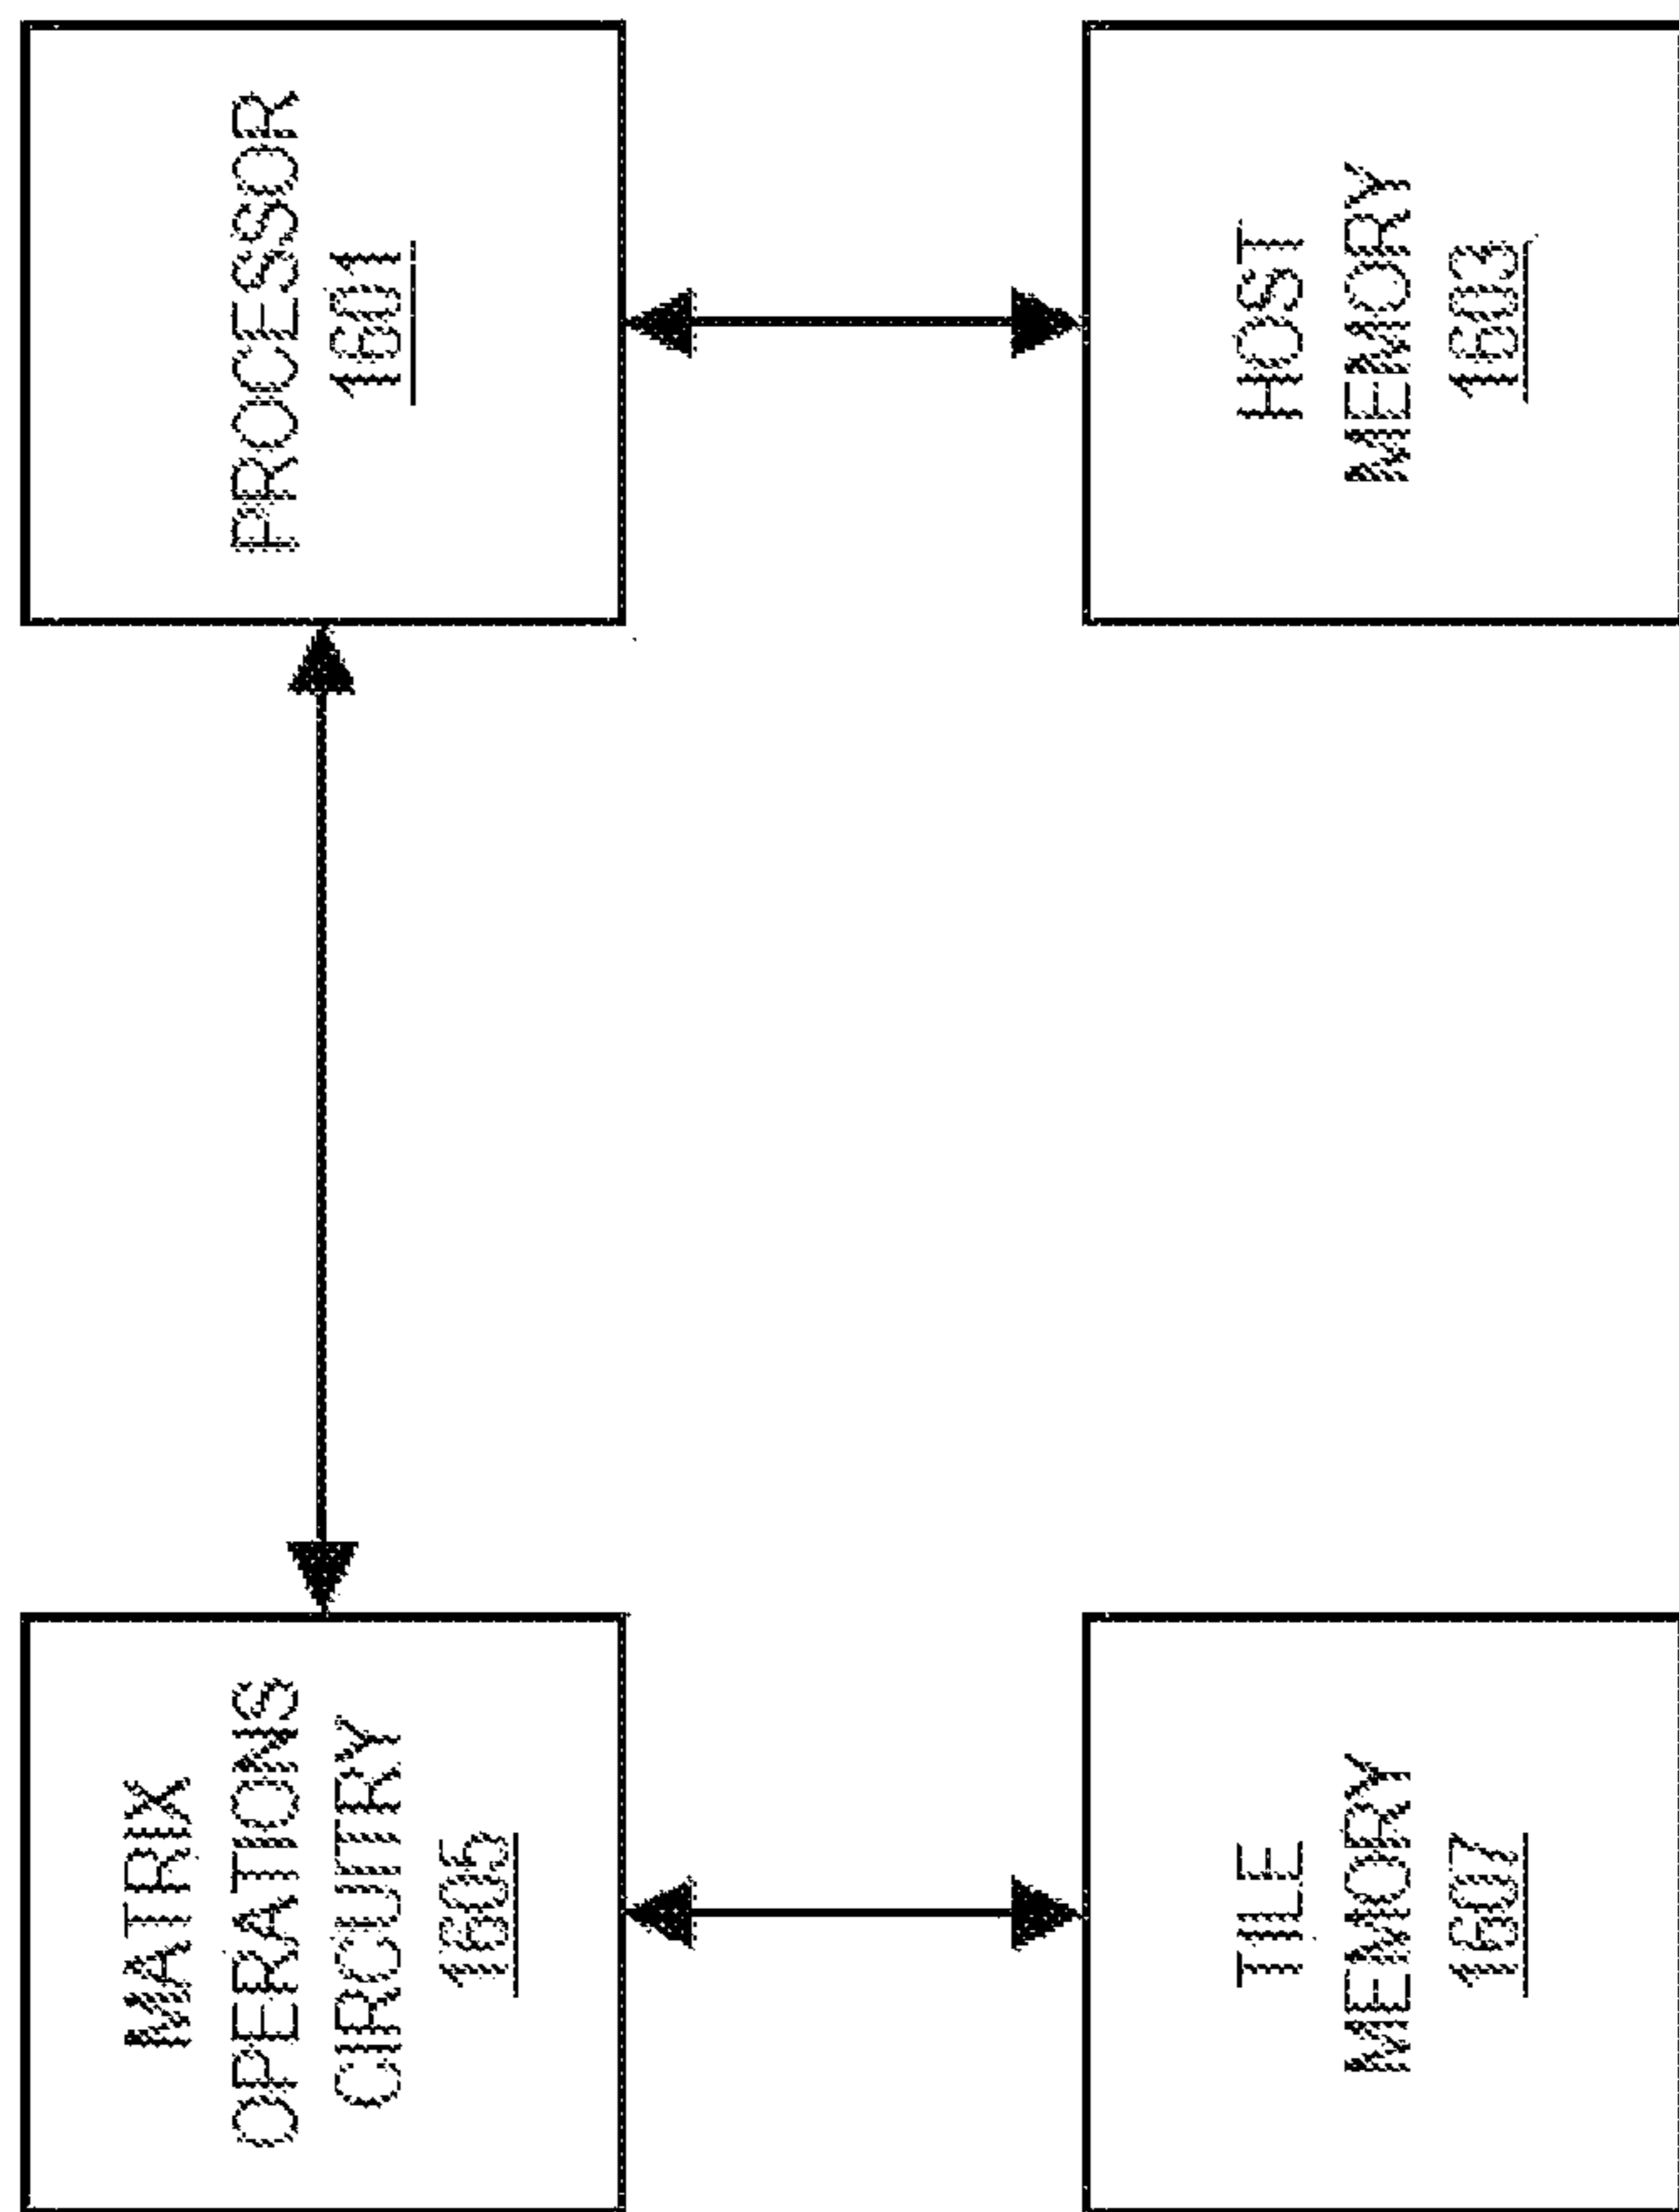 MATRIX
OPERATIONS
CIRCUITRY
1605
PROCESSOR
1601
TILE
MEMORY
1607
HOST
MEMORY
1603